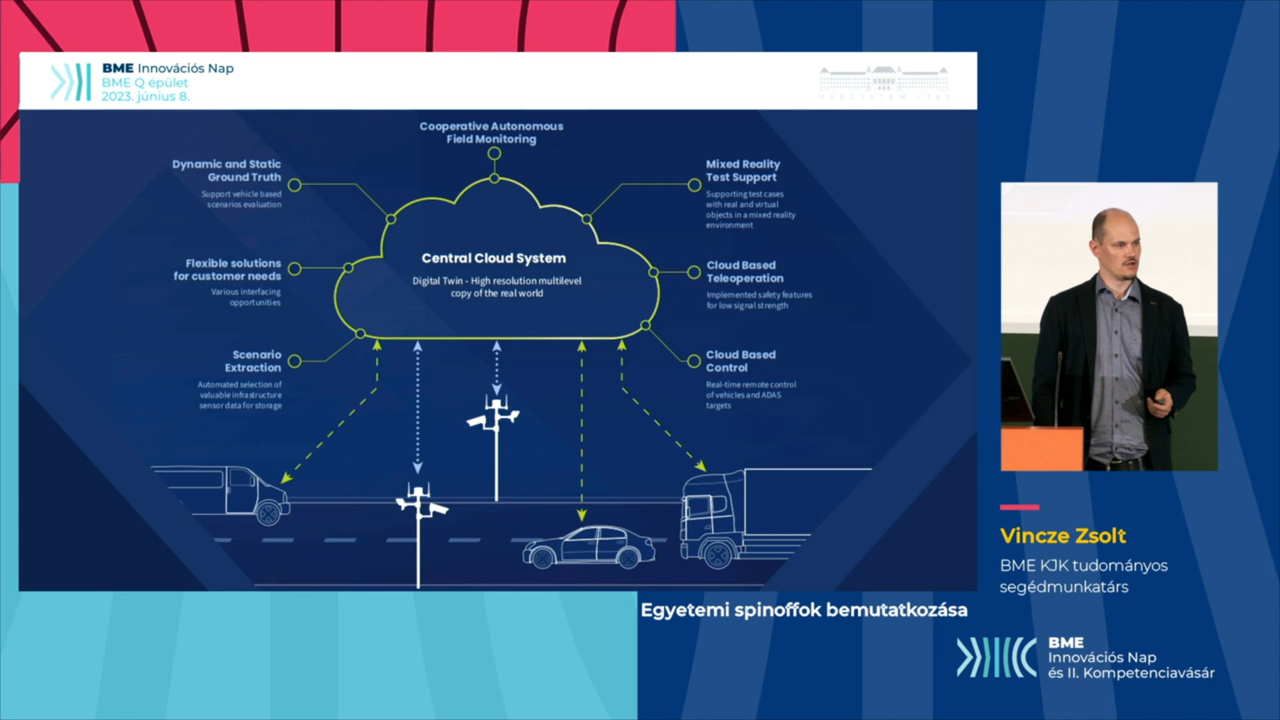 BME Innovációs Nap
BME Q épület
2023. június 8.
MŰEGYETEM 1782
Cooperative Autonomous
Field Monitoring
Dynamic and Static
Ground Truth
Support vehicle based
scenarios evaluation
Mixed Reality
Test Support
Supporting test cases
with real and virtual
objects in a mixed reality
environment
Flexible solutions
for customer needs
Various interfacing
opportunities
Central Cloud System
Digital Twin - High resolution multilevel
copy of the real world
Cloud Based
Teleoperation
Implemented safety features
for low signal strength
Scenario
Extraction
Automated selection of
valuable infrastructure
sensor data for storage
Cloud Based
Control
Real-time remote control
of vehicles and ADAS
targets
Vincze Zsolt
BME KJK tudományos
segédmunkatárs
Egyetemi spinoffok bemutatkozása
BME
Innovációs Nap
és II. Kompetenciavásár